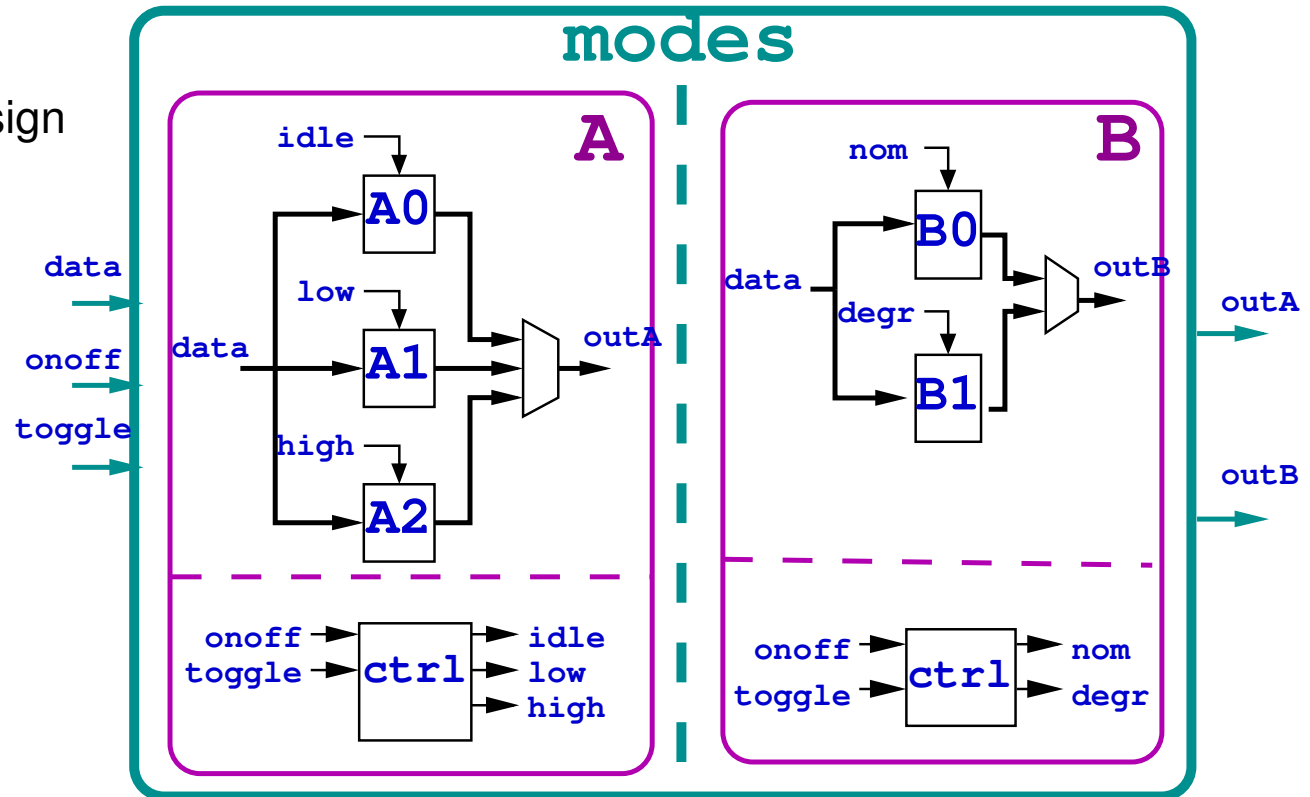 modes
sign
A
idle
A0
low
data
A1
outA
high
A2
onoff
toggle
ctrl
idle
low
high
B
nom
B0
data
outB
degr
B1
onoff
toggle
ctrl
nom
degr
data
onoff
toggle
outA
outB